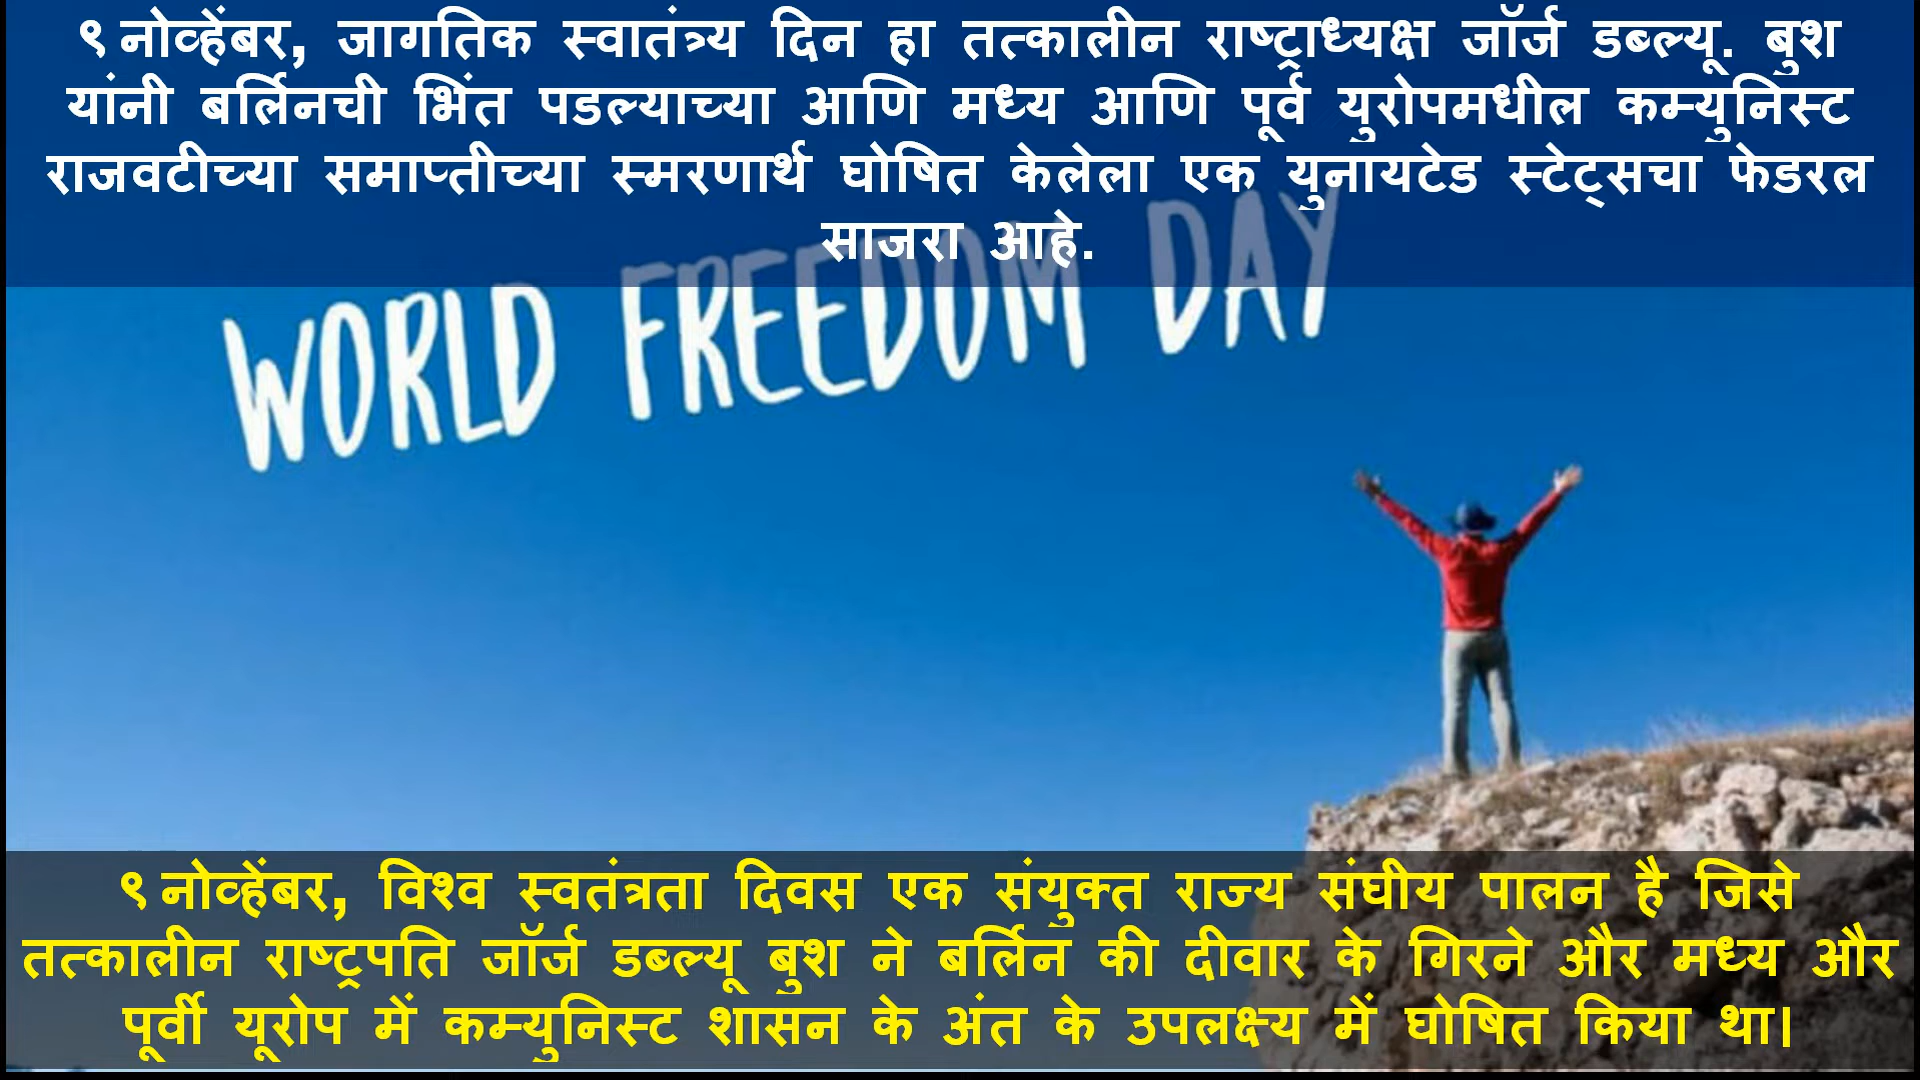 ९ नोव्हेंबर, जागतिक स्वातंत्र्य दिन हा तत्कालीन राष्ट्राध्यक्ष जॉर्ज डब्ल्यू. बुश
यांनी बर्लिनची भिंत पडल्याच्या आणि मध्य आणि पूर्व युरोपमधील कम्युनिस्ट
राजवटीच्या समाप्तीच्या स्मरणार्थ घोषित केलेला एक युनायटेड स्टेट्सचा फेडरल
साजरा आहे.
WORLD FREEDOM DAY
९ नोव्हेंबर, विश्व स्वतंत्रता दिवस एक संयुक्त राज्य संघीय पालन है जिसे
तत्कालीन राष्ट्रपति जॉर्ज डब्ल्यू बुश ने बर्लिन की दीवार के गिरने और मध्य और
पूर्वी यूरोप में कम्युनिस्ट शासन के अंत के उपलक्ष्य में घोषित किया था।